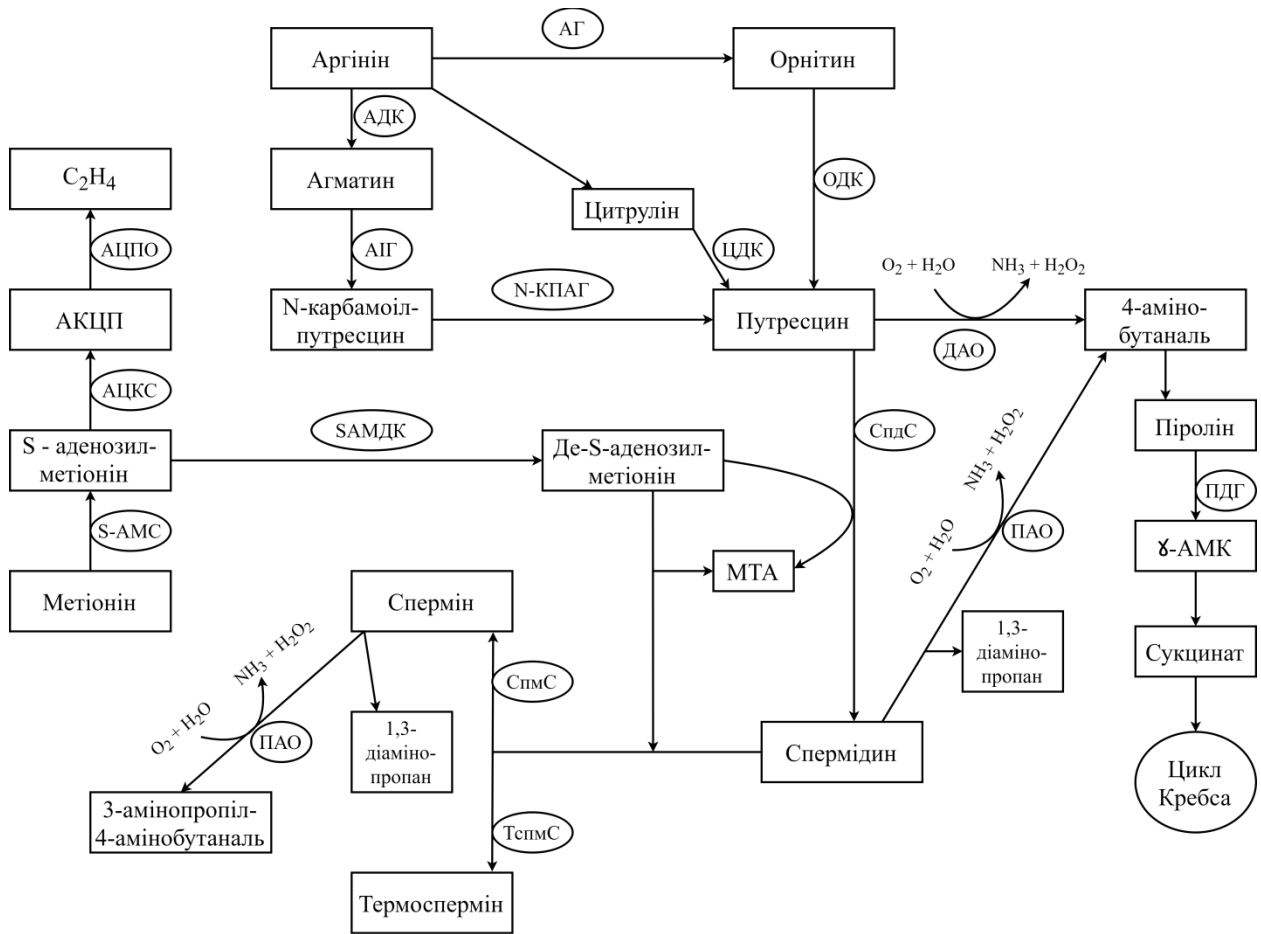 АГ
Аргінін
Орнітин
АДК
C₂H₄
Агматин
ОДК
Цитрулін
АЦПО
АІГ
ЦДК
O₂ + H₂O
NH₃ + H₂O₂
N-КПАГ
АКЦП
N-карбамоіл-
путресцин
Путресцин
4-аміно-
бутаналь
ДАО
АЦКС
SАМДК
СпдС
Піролін
S - аденозил-
метіонін
Де-S-аденозил-
метіонін
NH₃ + H₂O₂
ПДГ
S-АМС
ПАО
O₂ + H₂O
ɤ-АМК
МТА
Метіонін
Спермін
1,3-
діаміно-
пропан
Сукцинат
NH₃ + H₂O₂
СпмС
O₂ + H₂O
ПАО
1,3-
діаміно-
пропан
Спермідин
Цикл
Кребса
3-амінопропіл-
4-амінобутаналь
ТспмС
Термоспермін